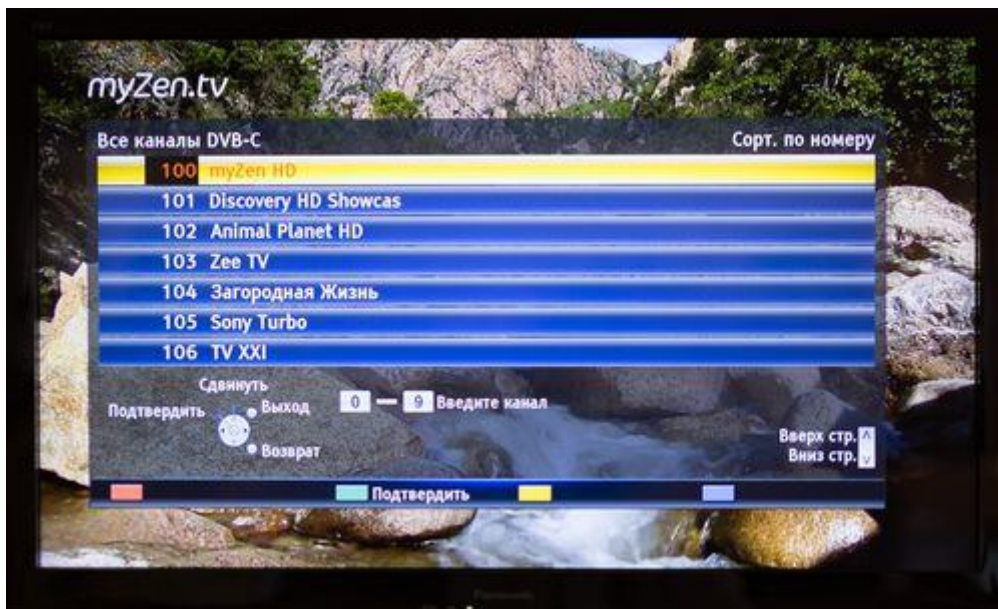 myZen.tv
Все каналы DVB-C Сорт. по номеру
100 myZen HD
101 Discovery HD Showcas
102 Animal Planet HD
103 Zee TV
104 Загородная Жизнь
105 Sony Turbo
106 TV XXI
Сдвинуть
Подтвердить Выход 0 — 9 Введите канал
Возврат
Вверх стр.
Вниз стр.
Подтвердить
Panasonic